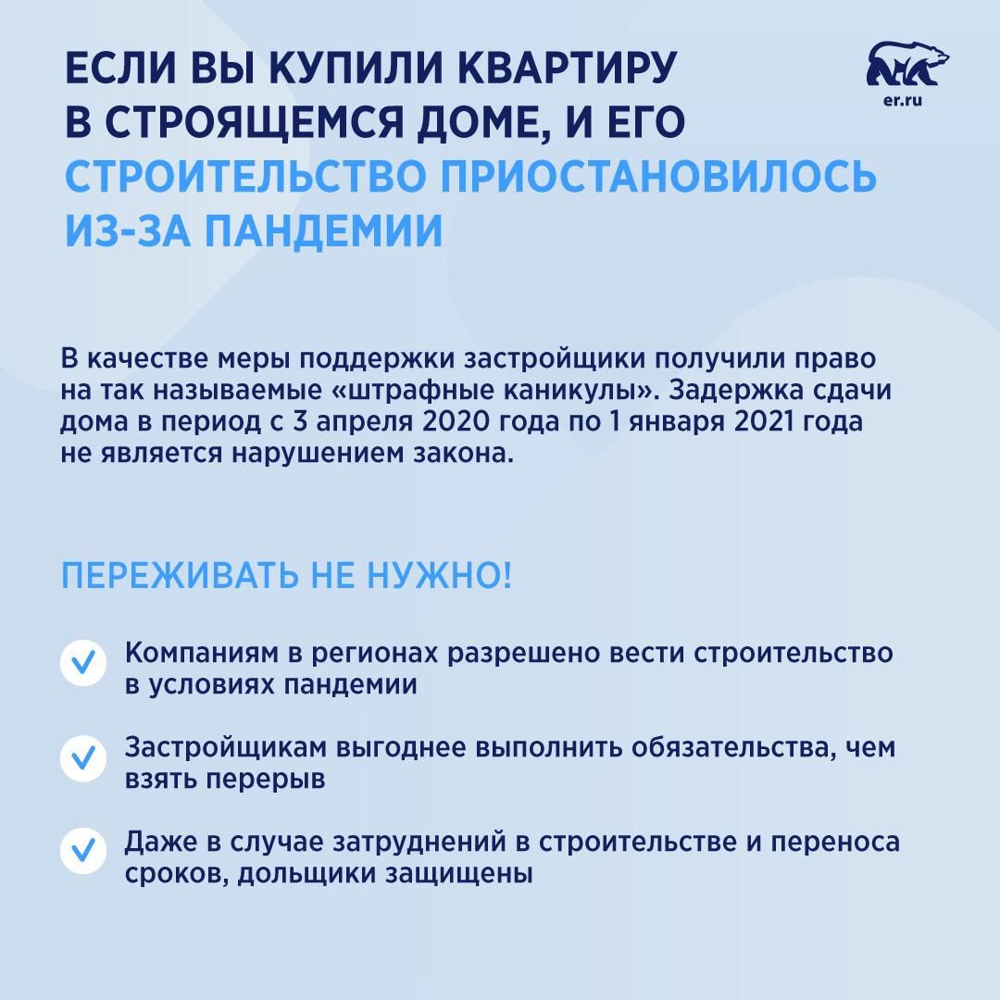 ЕСЛИ ВЫ КУПИЛИ КВАРТИРУ
В СТРОЯЩЕМСЯ ДОМЕ, И ЕГО
СТРОИТЕЛЬСТВО ПРИОСТАНОВИЛОСЬ
ИЗ-ЗА ПАНДЕМИИ
er.ru
В качестве меры поддержки застройщики получили право
на так называемые «штрафные каникулы». Задержка сдачи
дома в период с 3 апреля 2020 года по 1 января 2021 года
не является нарушением закона.
ПЕРЕЖИВАТЬ НЕ НУЖНО!
Компаниям в регионах разрешено вести строительство
в условиях пандемии
Застройщикам выгоднее выполнить обязательства, чем
взять перерыв
Даже в случае затруднений в строительстве и переноса
сроков, дольщики защищены